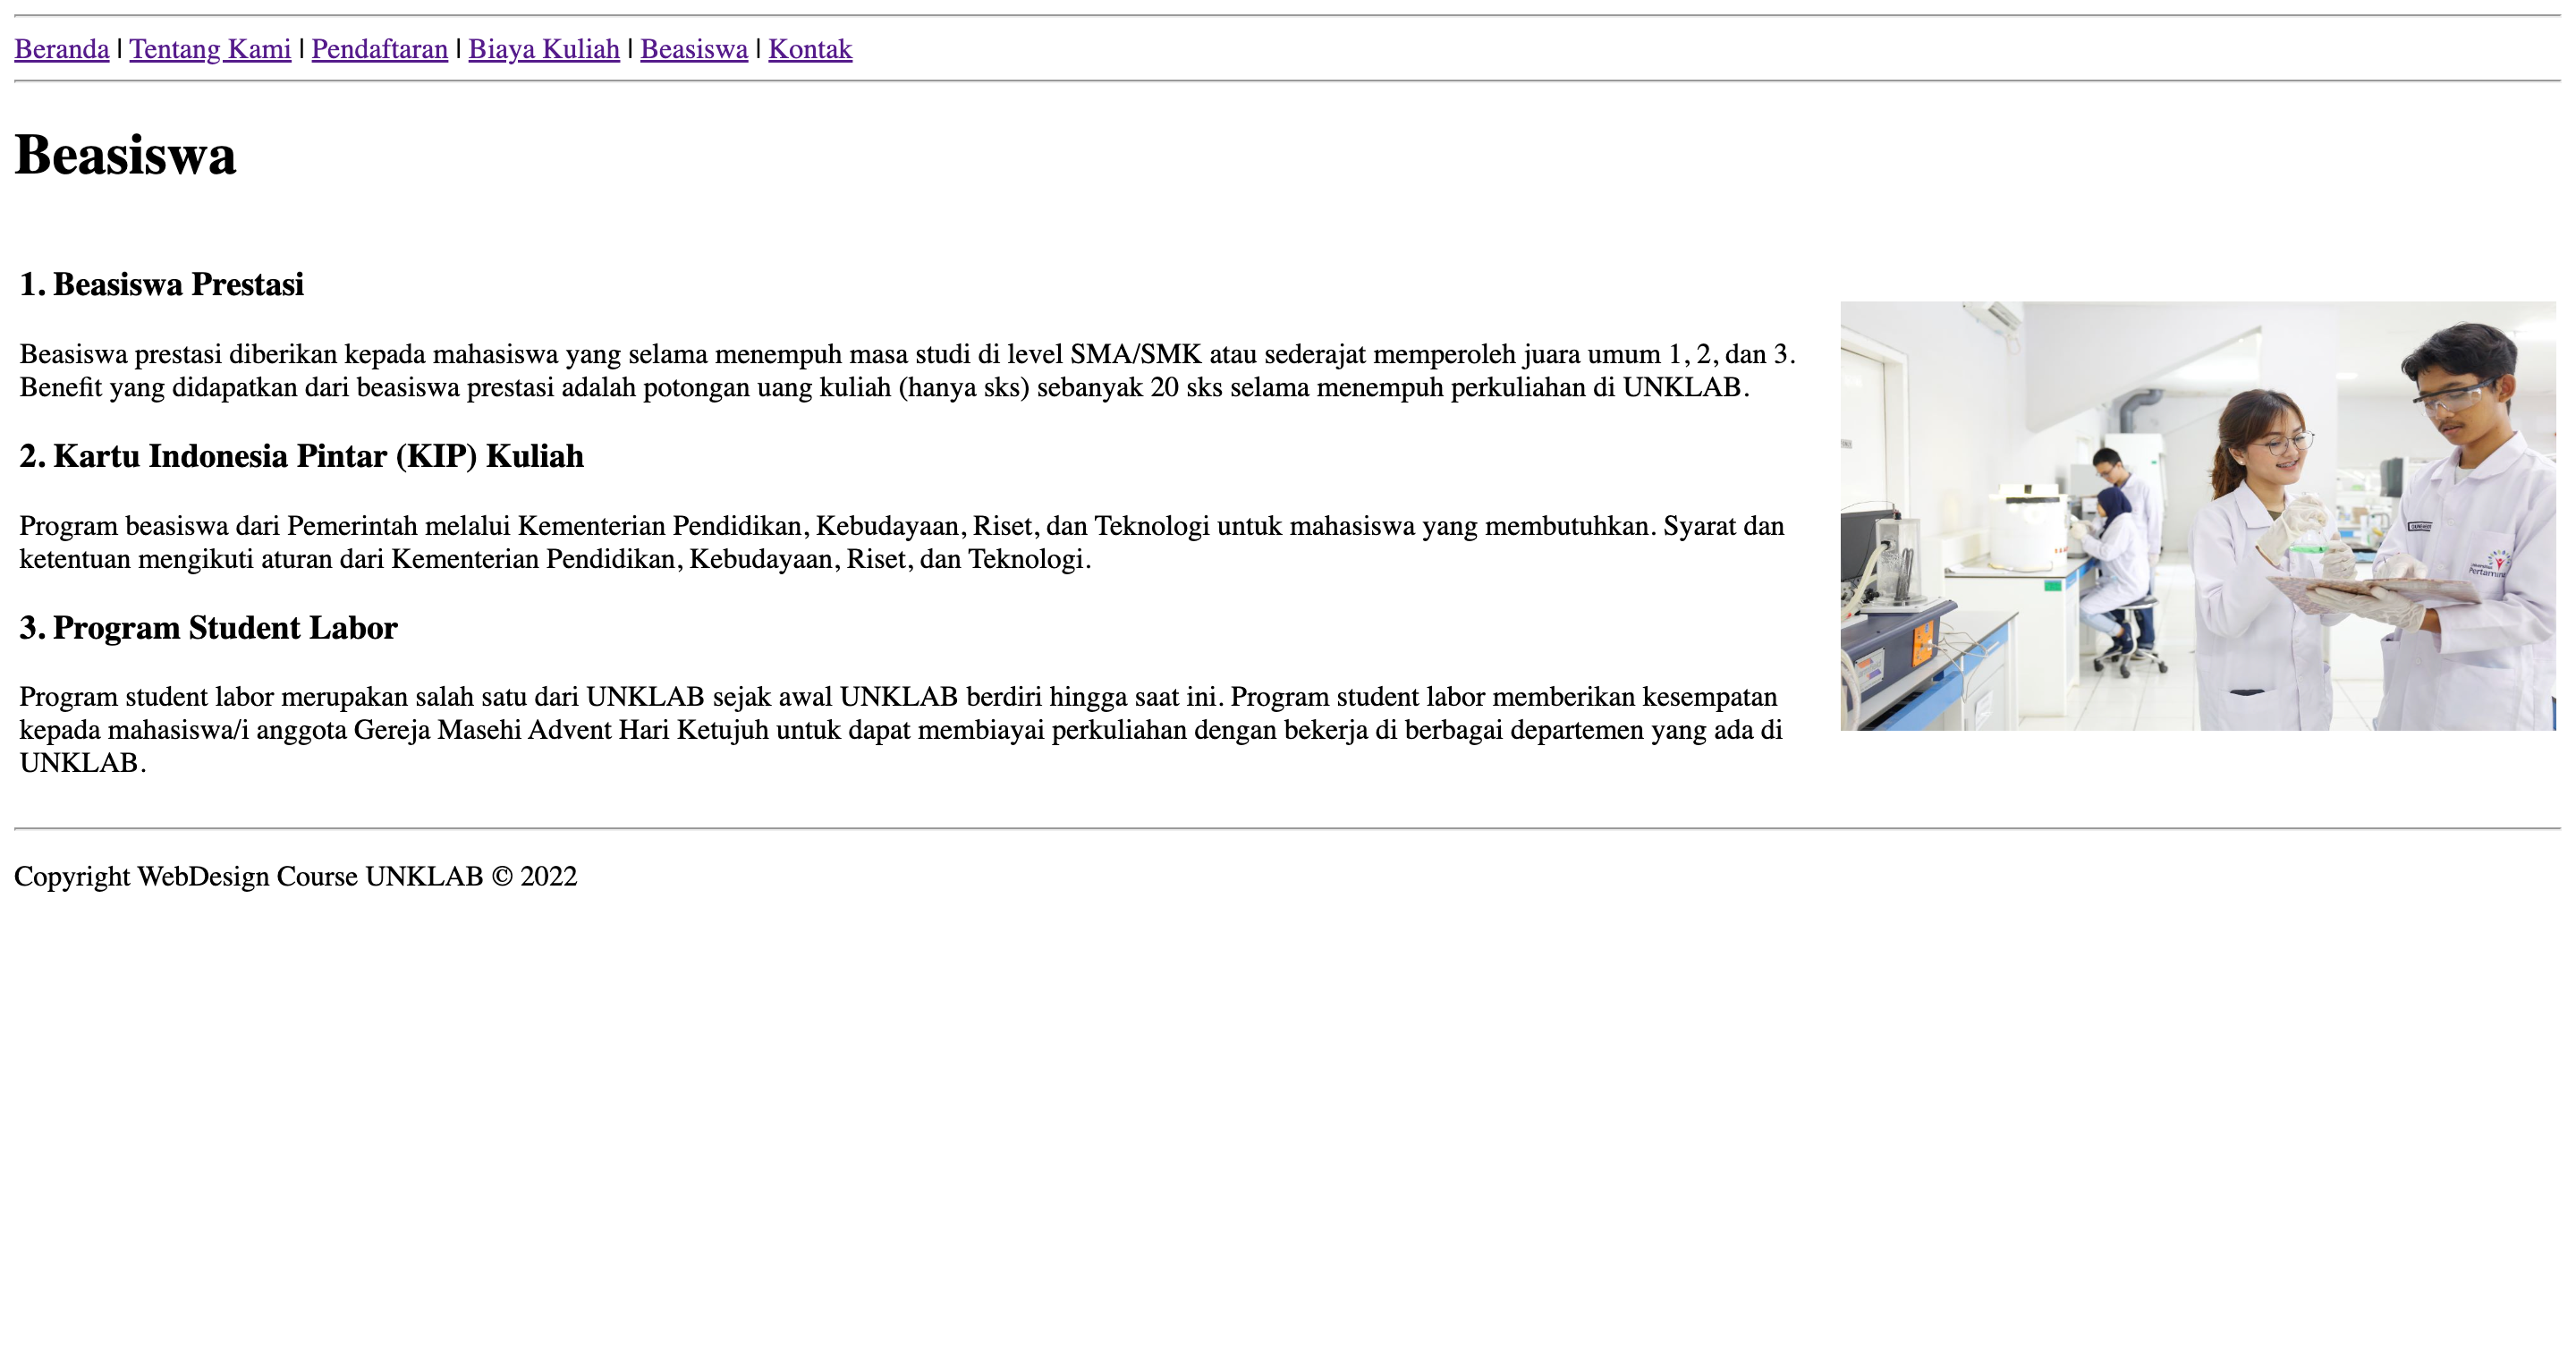 Beranda | Tentang Kami | Pendaftaran | Biaya Kuliah | Beasiswa | Kontak
Beasiswa
1. Beasiswa Prestasi
Beasiswa prestasi diberikan kepada mahasiswa yang selama menempuh masa studi di level SMA/SMK atau sederajat memperoleh juara umum 1, 2, dan 3.
Benefit yang didapatkan dari beasiswa prestasi adalah potongan uang kuliah (hanya sks) sebanyak 20 sks selama menempuh perkuliahan di UNKLAB.
2. Kartu Indonesia Pintar (KIP) Kuliah
Program beasiswa dari Pemerintah melalui Kementerian Pendidikan, Kebudayaan, Riset, dan Teknologi untuk mahasiswa yang membutuhkan. Syarat dan
ketentuan mengikuti aturan dari Kementerian Pendidikan, Kebudayaan, Riset, dan Teknologi.
3. Program Student Labor
Program student labor merupakan salah satu dari UNKLAB sejak awal UNKLAB berdiri hingga saat ini. Program student labor memberikan kesempatan
kepada mahasiswa/i anggota Gereja Masehi Advent Hari Ketujuh untuk dapat membiayai perkuliahan dengan bekerja di berbagai departemen yang ada di
UNKLAB.
Pertamina
Copyright WebDesign Course UNKLAB © 2022